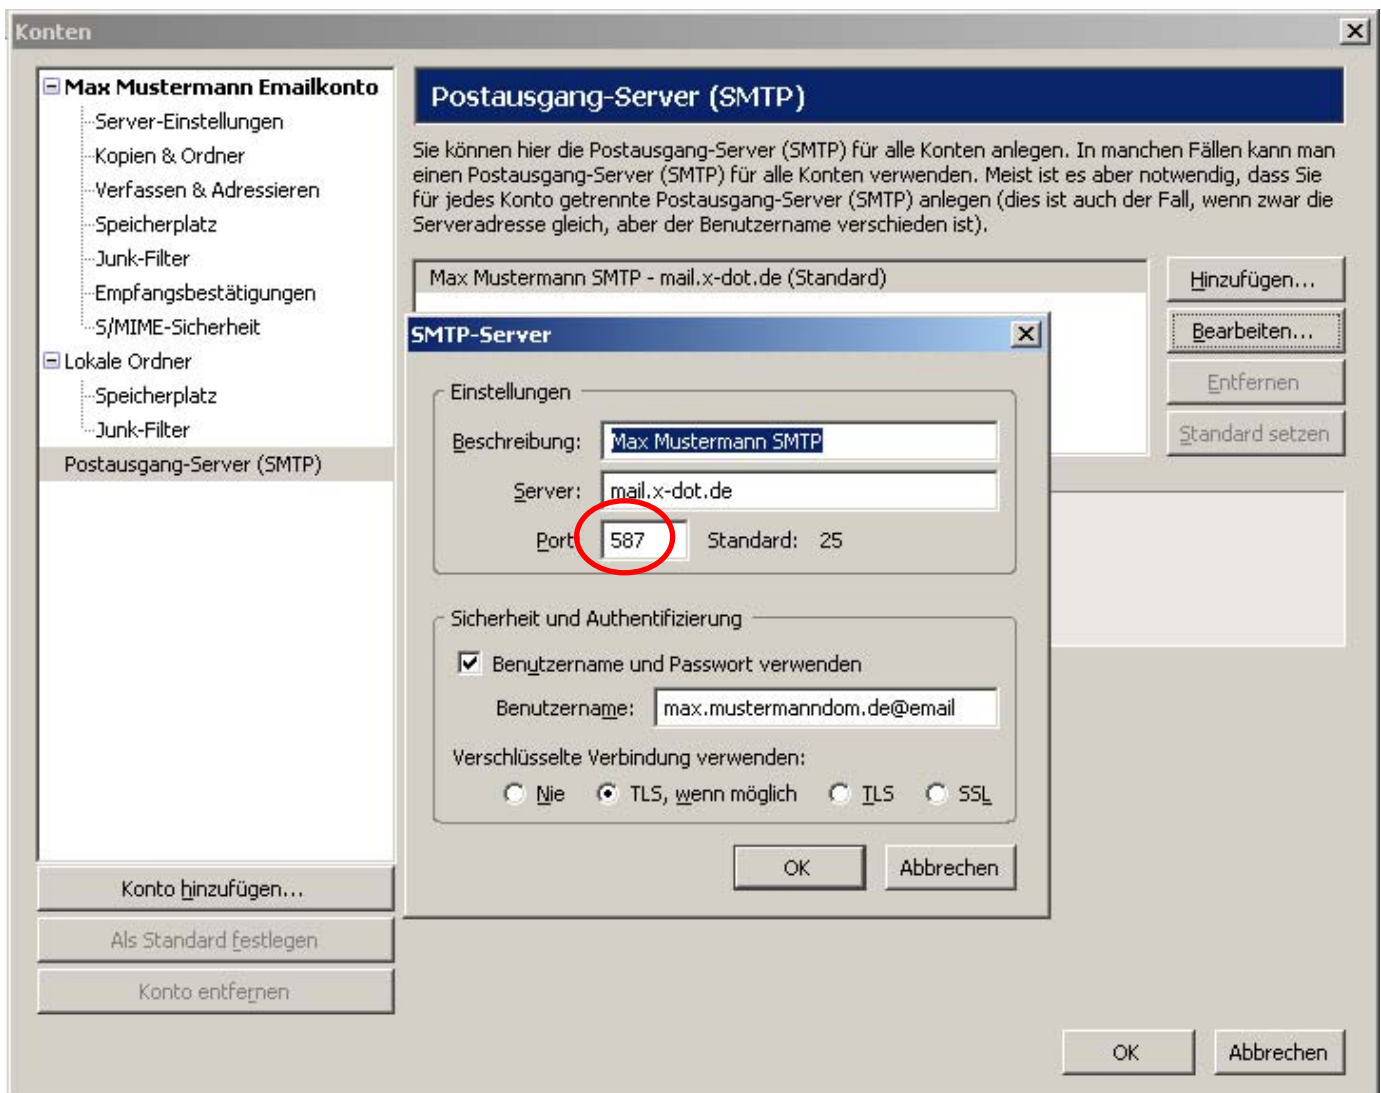 Konten
Max Mustermann Emailkonto
Server-Einstellungen
Kopien & Ordner
Verfassen & Adressieren
Speicherplatz
Junk-Filter
Empfangsbestätigungen
S/MIME-Sicherheit
Lokale Ordner
Speicherplatz
Junk-Filter
Postausgang-Server (SMTP)
Konto hinzufügen...
Als Standard festlegen
Konto entfernen
Postausgang-Server (SMTP)
Sie können hier die Postausgang-Server (SMTP) für alle Konten anlegen. In manchen Fällen kann man
einen Postausgang-Server (SMTP) für alle Konten verwenden. Meist ist es aber notwendig, dass Sie
für jedes Konto getrennte Postausgang-Server (SMTP) anlegen (dies ist auch der Fall, wenn zwar die
Serveradresse gleich, aber der Benutzername verschieden ist).
Max Mustermann SMTP - mail.x-dot.de (Standard)
Hinzufügen...
Bearbeiten...
Entfernen
Standard setzen
SMTP-Server
Einstellungen
Beschreibung: Max Mustermann SMTP
Server: mail.x-dot.de
Port: 587 Standard: 25
Sicherheit und Authentifizierung
Benutzername und Passwort verwenden
Benutzername: max.mustermanndom.de@email
Verschlüsselte Verbindung verwenden:
Nie TLS, wenn möglich TLS SSL
OK Abbrechen
OK Abbrechen